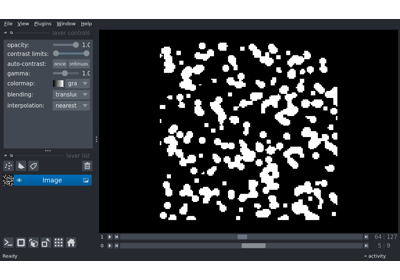 File View Plugins Window Help
layer controls
opacity: 1.0
contrast limits:
auto-contrast: once continuous
gamma: 1.0
colormap: gra
blending: transluc
interpolation: nearest
layer list
Image
1 64 127
0 5 9
Ready activity